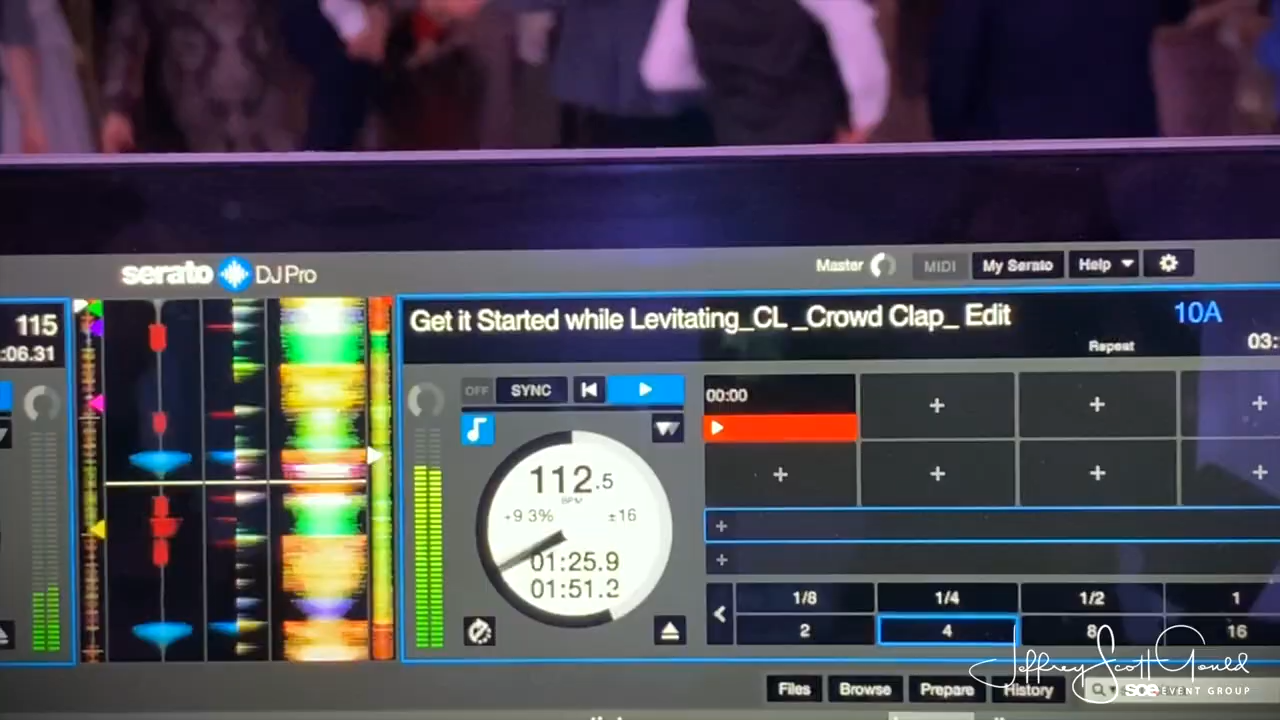 serato DJ Pro
Master MIDI My Serato Help
115
:06.31
Get it Started while Levitating_CL _Crowd Clap_ Edit
10A
Repeat
03:
OFF SYNC
00:00
112.5
BPM
+9.3% ±16
01:25.9
01:51.2
1/8 1/4 1/2 1
2 4 8 16
Files Browse Prepare History
Jeffrey Scott Gould
SCE EVENT GROUP